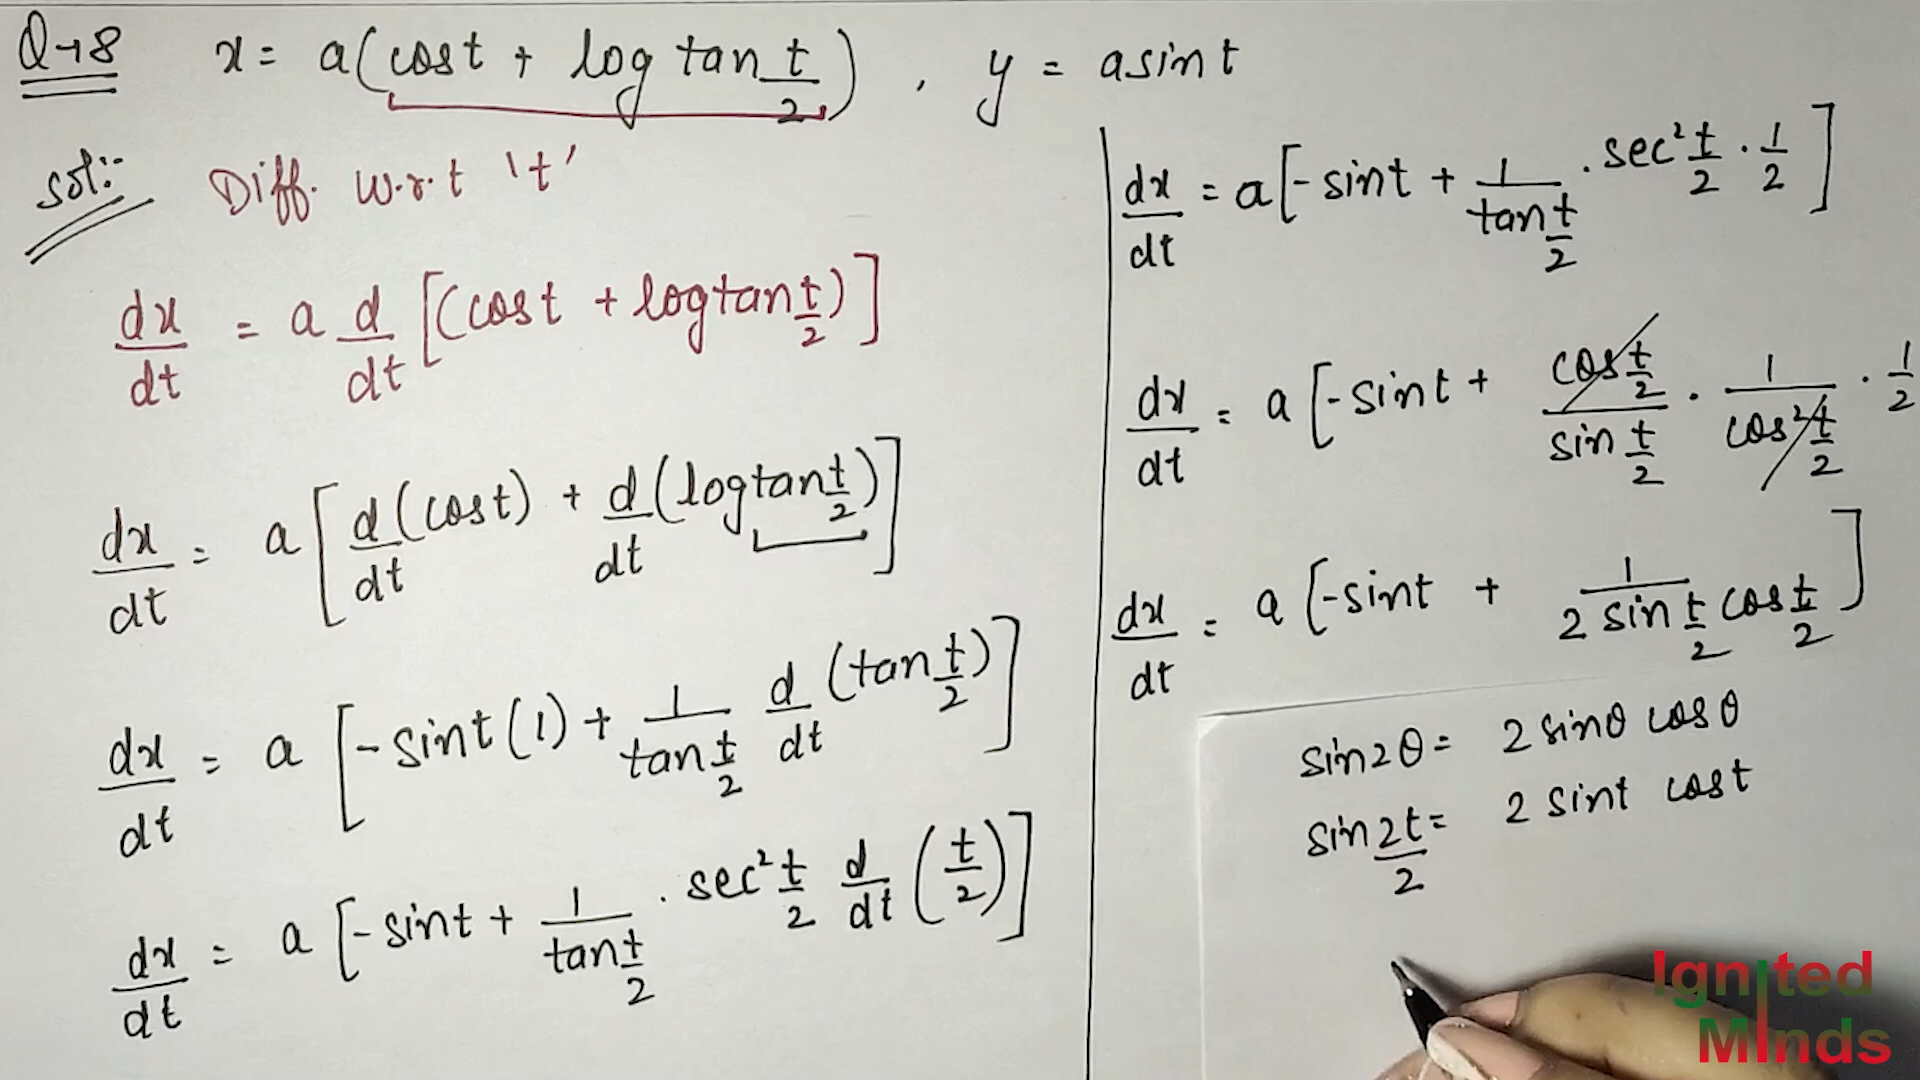 Q→8 x = a(cost + log tan t/2), y = asint
Sol:- Diff. w.r.t 't'
dx/dt = a d/dt [(cost + logtan t/2)]
dx/dt = a [d/dt (cost) + d/dt (logtan t/2)]
dx/dt = a [-sint(1) + 1/tan t/2 d/dt (tan t/2)]
dx/dt = a [-sint + 1/tan t/2 . sec² t/2 d/dt (t/2)]
dx/dt = a[-sint + 1/tan t/2 . sec² t/2 . 1/2]
dx/dt = a [-sint + cos t/2 / sin t/2 . 1/cos² t/2 . 1/2
dx/dt = a [-sint + 1/2 sin t/2 cos t/2]
sin2θ = 2 sinθ cosθ
sin 2t/2 = 2 sint cost
Ignited
Minds